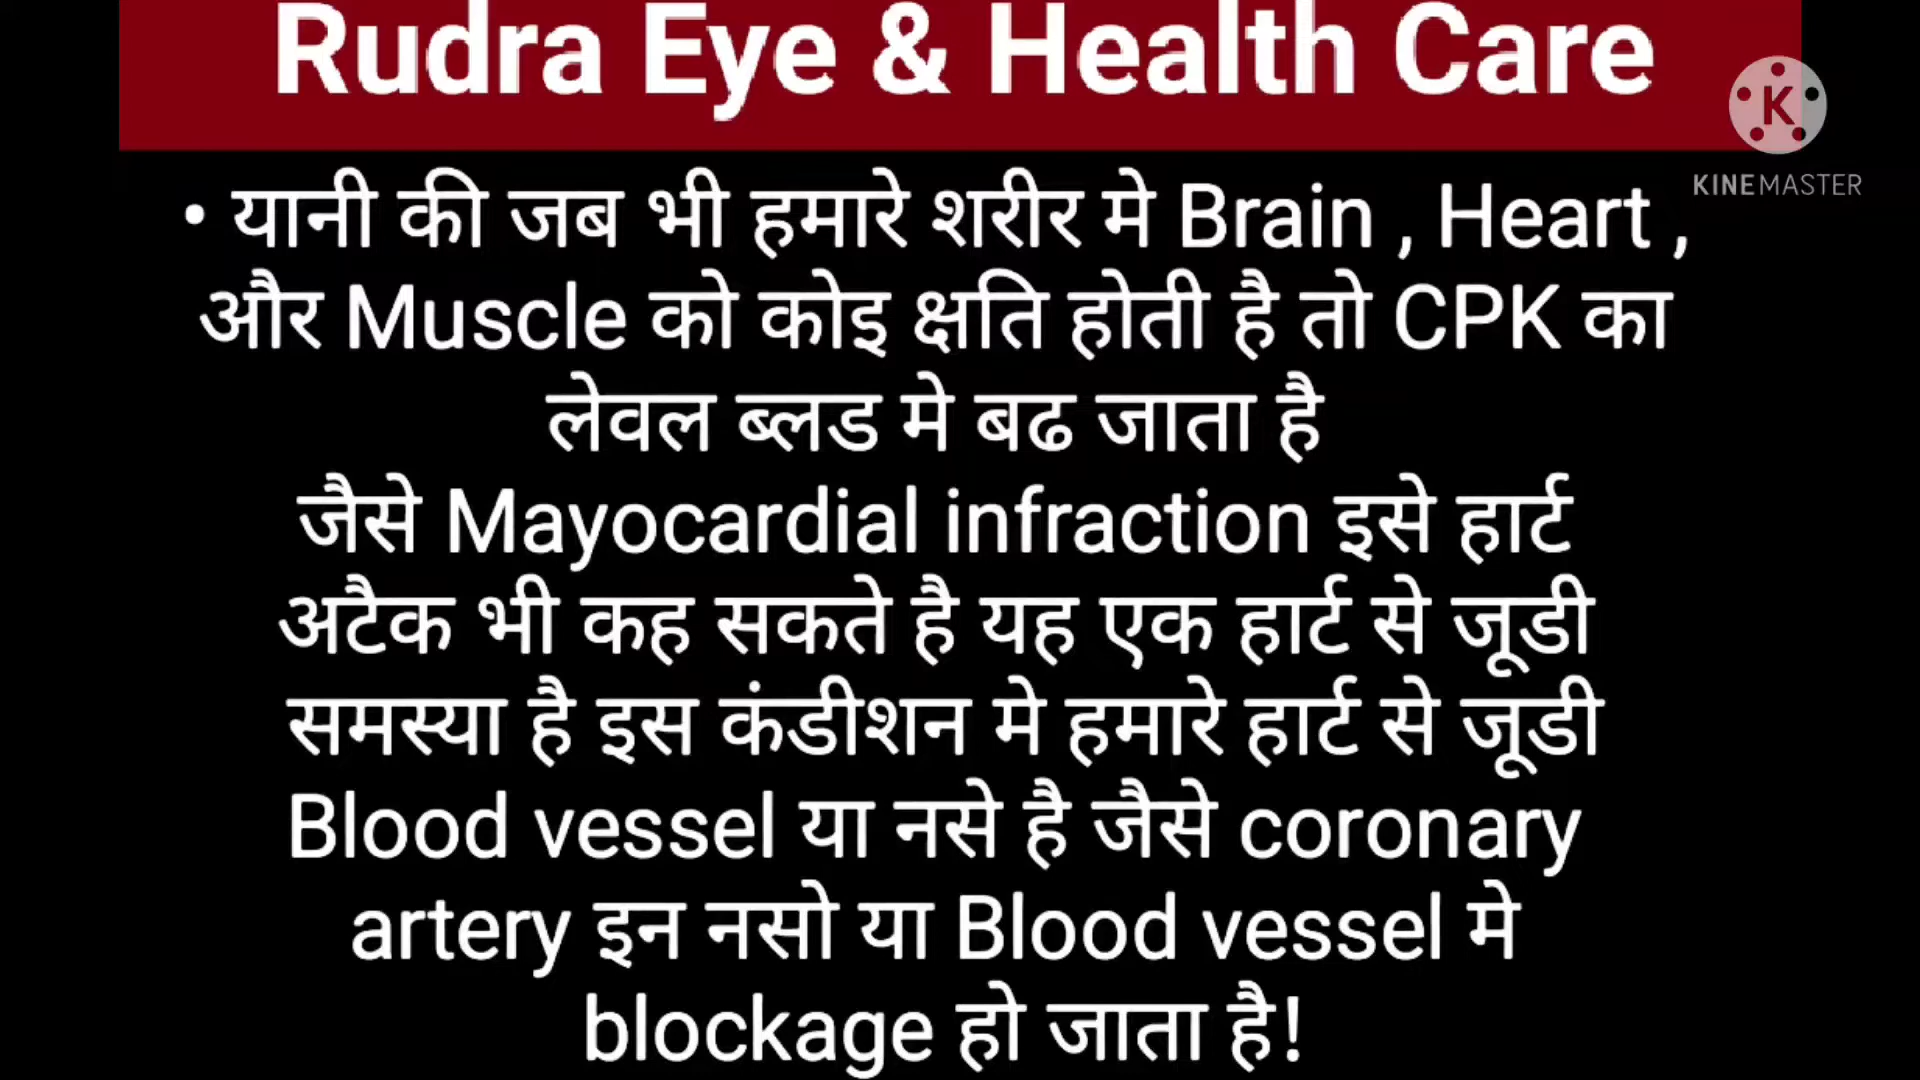 Rudra Eye & Health Care
KINEMASTER
• यानी की जब भी हमारे शरीर मे Brain , Heart ,
और Muscle को कोइ क्षति होती है तो CPK का
लेवल ब्लड मे बढ जाता है
जैसे Mayocardial infraction इसे हार्ट
अटैक भी कह सकते है यह एक हार्ट से जूडी
समस्या है इस कंडीशन मे हमारे हार्ट से जूडी
Blood vessel या नसे है जैसे coronary
artery इन नसो या Blood vessel मे
blockage हो जाता है!